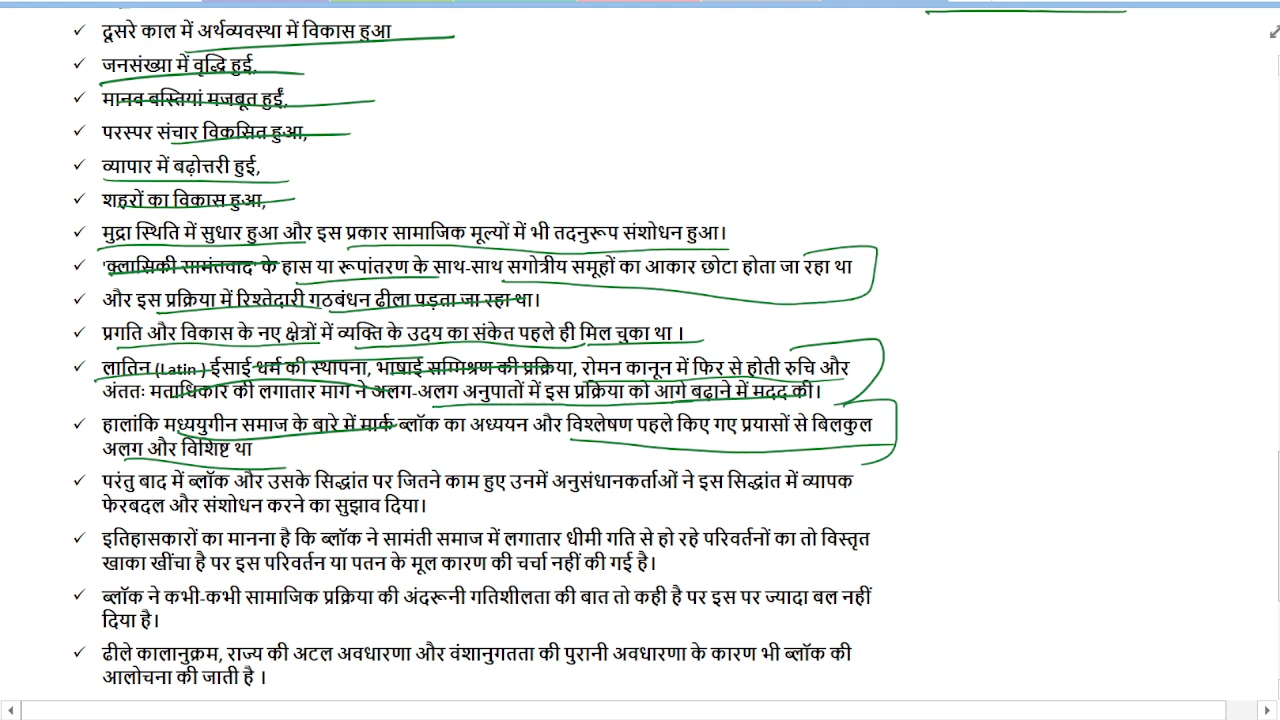 ✓ दूसरे काल में अर्थव्यवस्था में विकास हुआ
✓ जनसंख्या में वृद्धि हुई,
✓ मानव बस्तियां मजबूत हुईं,
✓ परस्पर संचार विकसित हुआ,
✓ व्यापार में बढ़ोत्तरी हुई,
✓ शहरों का विकास हुआ,
✓ मुद्रा स्थिति में सुधार हुआ और इस प्रकार सामाजिक मूल्यों में भी तदनुरूप संशोधन हुआ।
✓ 'क्लासिकी सामंतवाद' के हास या रूपांतरण के साथ-साथ सगोत्रीय समूहों का आकार छोटा होता जा रहा था
✓ और इस प्रक्रिया में रिश्तेदारी गठबंधन ढीला पड़ता जा रहा था।
✓ प्रगति और विकास के नए क्षेत्रों में व्यक्ति के उदय का संकेत पहले ही मिल चुका था ।
✓ लातिन (Latin ) ईसाई धर्म की स्थापना, भाषाई सम्मिश्रण की प्रक्रिया, रोमन कानून में फिर से होती रुचि और
अंततः मताधिकार की लगातार मांग ने अलग-अलग अनुपातों में इस प्रक्रिया को आगे बढ़ाने में मदद की।
✓ हालांकि मध्ययुगीन समाज के बारे में मार्क ब्लॉक का अध्ययन और विश्लेषण पहले किए गए प्रयासों से बिलकुल
अलग और विशिष्ट था
✓ परंतु बाद में ब्लॉक और उसके सिद्धांत पर जितने काम हुए उनमें अनुसंधानकर्ताओं ने इस सिद्धांत में व्यापक
फेरबदल और संशोधन करने का सुझाव दिया।
✓ इतिहासकारों का मानना है कि ब्लॉक ने सामंती समाज में लगातार धीमी गति से हो रहे परिवर्तनों का तो विस्तृत
खाका खींचा है पर इस परिवर्तन या पतन के मूल कारण की चर्चा नहीं की गई है।
✓ ब्लॉक ने कभी-कभी सामाजिक प्रक्रिया की अंदरूनी गतिशीलता की बात तो कही है पर इस पर ज्यादा बल नहीं
दिया है।
✓ ढीले कालानुक्रम, राज्य की अटल अवधारणा और वंशानुगतता की पुरानी अवधारणा के कारण भी ब्लॉक की
आलोचना की जाती है ।